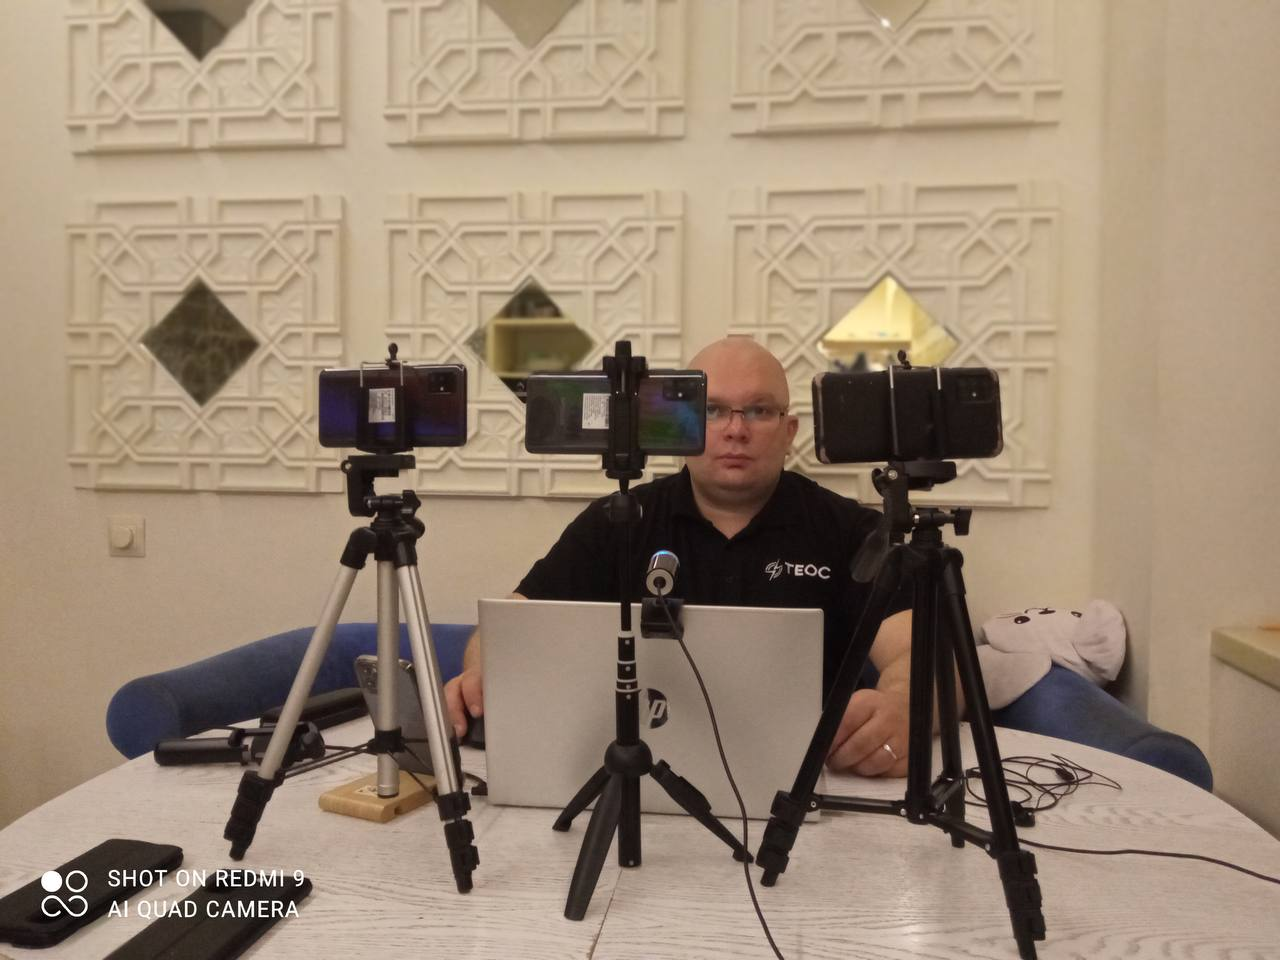 TEOC
hp
SHOT ON REDMI 9
AI QUAD CAMERA